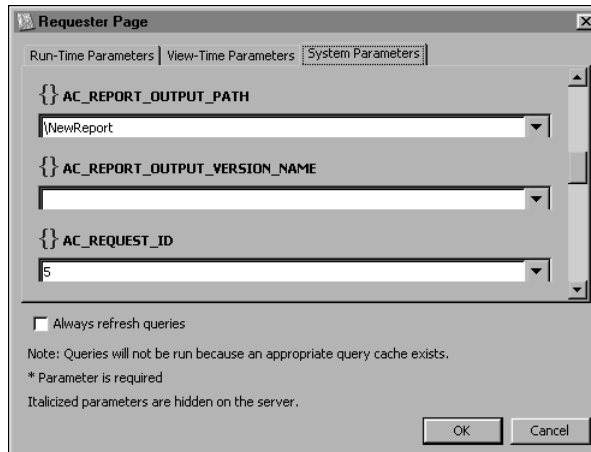 Requester Page
Run-Time Parameters View-Time Parameters System Parameters
{} AC_REPORT_OUTPUT_PATH
\NewReport
{} AC_REPORT_OUTPUT_VERSION_NAME
{} AC_REQUEST_ID
5
Always refresh queries
Note: Queries will not be run because an appropriate query cache exists.
* Parameter is required
Italicized parameters are hidden on the server.
OK Cancel